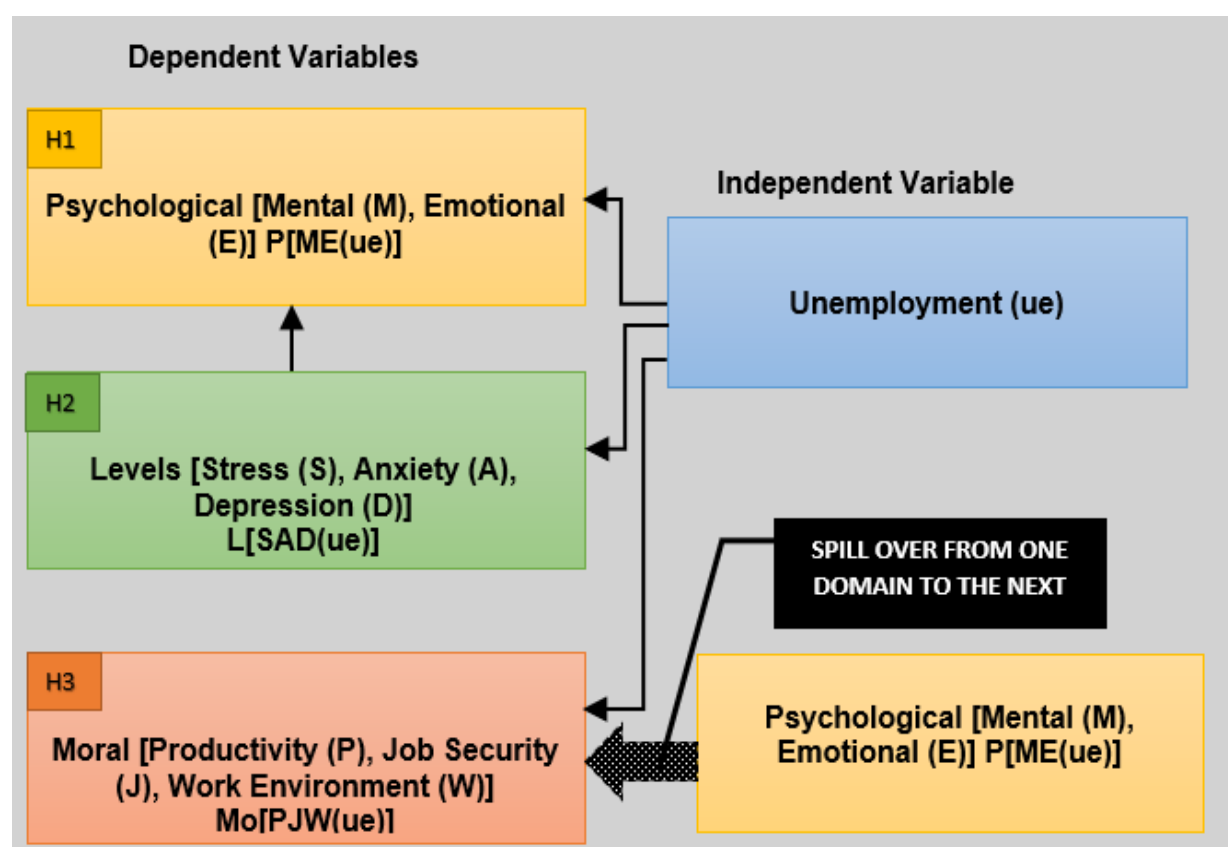 Dependent Variables
H1
Psychological [Mental (M), Emotional
(E)] P[ME(ue)]
Independent Variable
Unemployment (ue)
H2
Levels [Stress (S), Anxiety (A),
Depression (D)]
L[SAD(ue)]
SPILL OVER FROM ONE
DOMAIN TO THE NEXT
H3
Moral [Productivity (P), Job Security
(J), Work Environment (W)]
Mo[PJW(ue)]
Psychological [Mental (M),
Emotional (E)] P[ME(ue)]